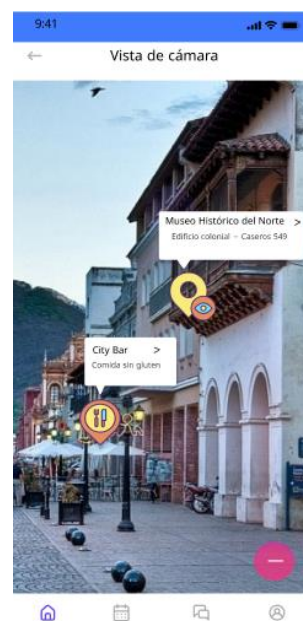 9:41
Vista de cámara
Museo Histórico del Norte >
Edificio colonial – Caseros 549
City Bar >
Comida sin gluten